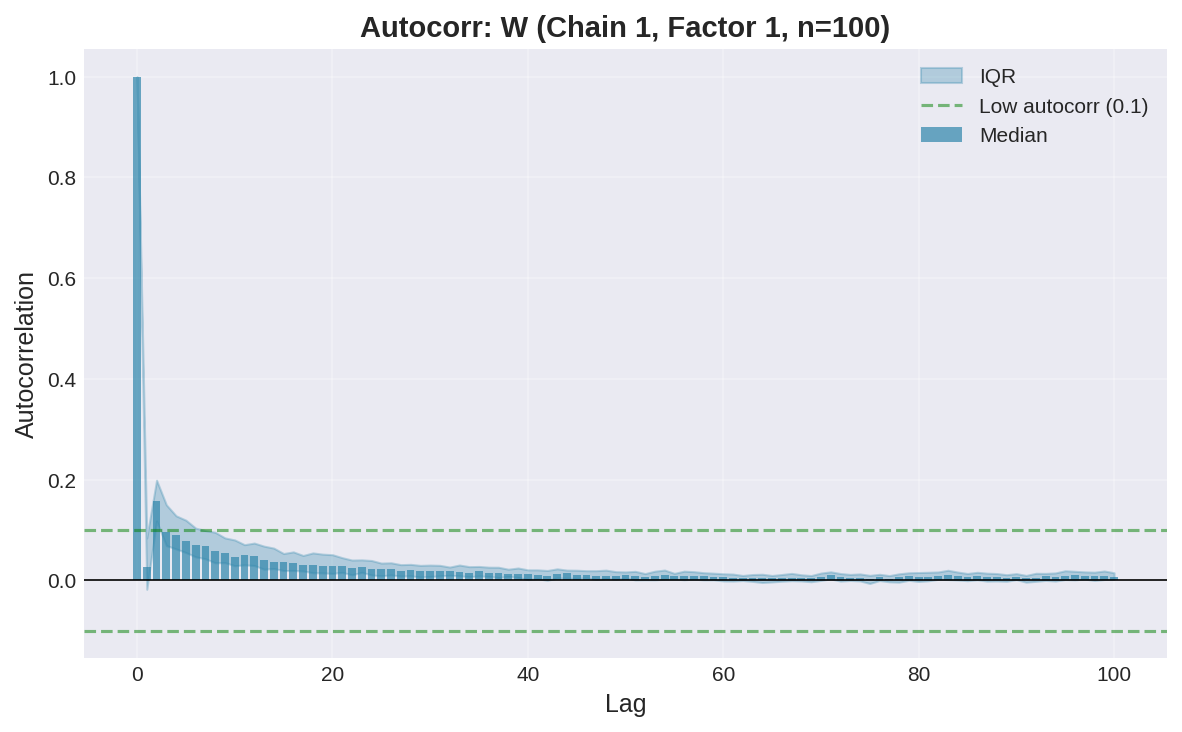 Autocorr: W (Chain 1, Factor 1, n=100)
IQR
Low autocorr (0.1)
Median
Autocorrelation
1.0
0.8
0.6
0.4
0.2
0.0
0 20 40 60 80 100
Lag